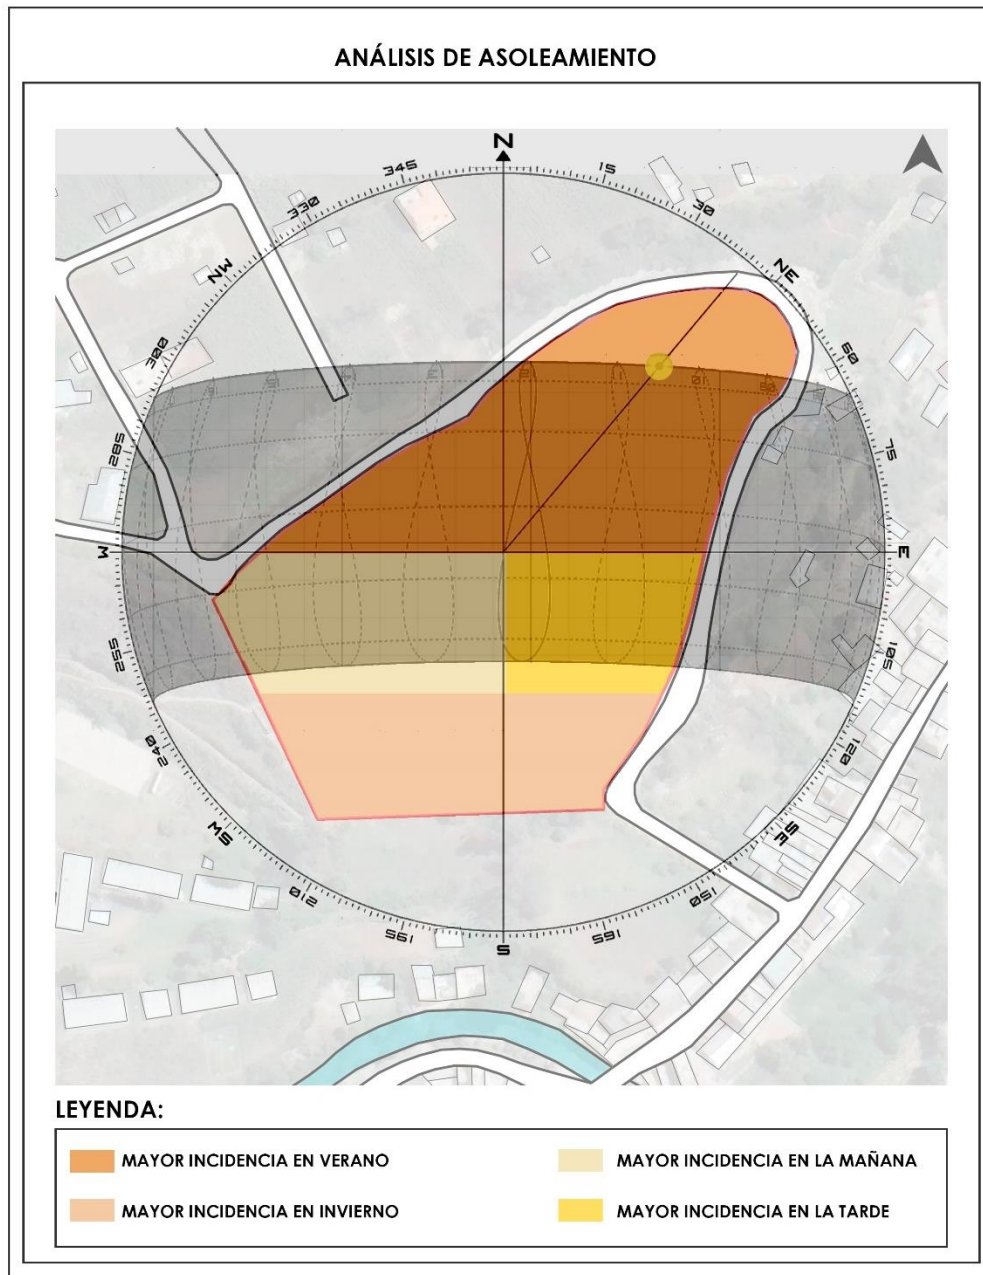 ANÁLISIS DE ASOLEAMIENTO
N
345
15
330
30
NW
NE
300
60
285
75
W
E
255
105
240
120
SW
SE
210
150
195
165
S
LEYENDA:
MAYOR INCIDENCIA EN VERANO
MAYOR INCIDENCIA EN LA MAÑANA
MAYOR INCIDENCIA EN INVIERNO
MAYOR INCIDENCIA EN LA TARDE